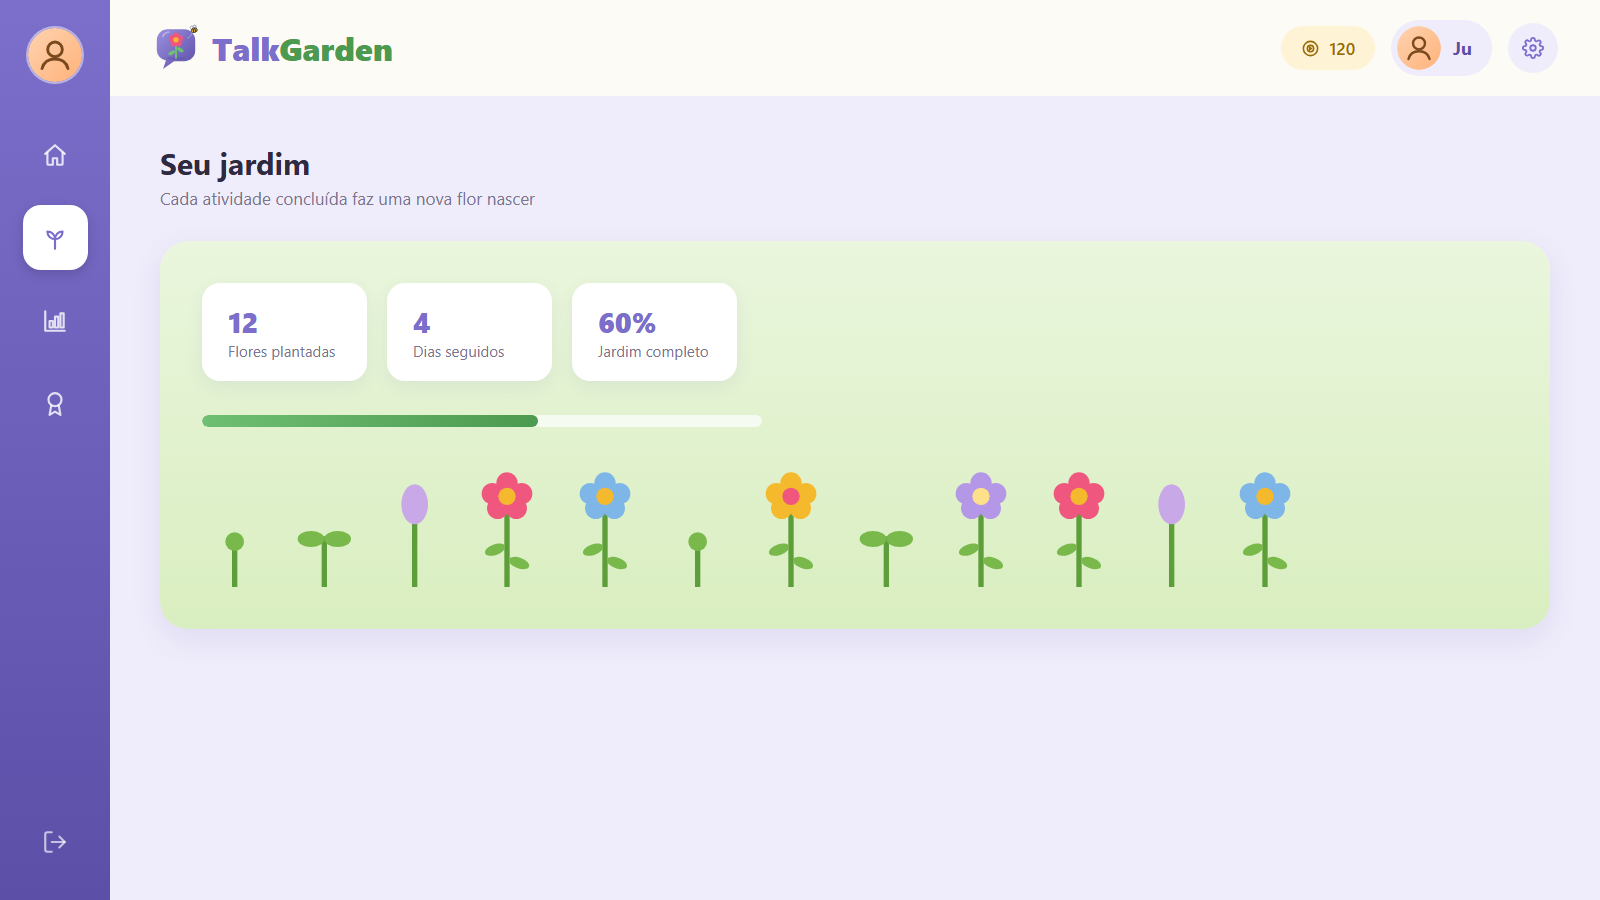 TalkGarden
120
Ju
Seu jardim
Cada atividade concluída faz uma nova flor nascer
12
Flores plantadas
4
Dias seguidos
60%
Jardim completo